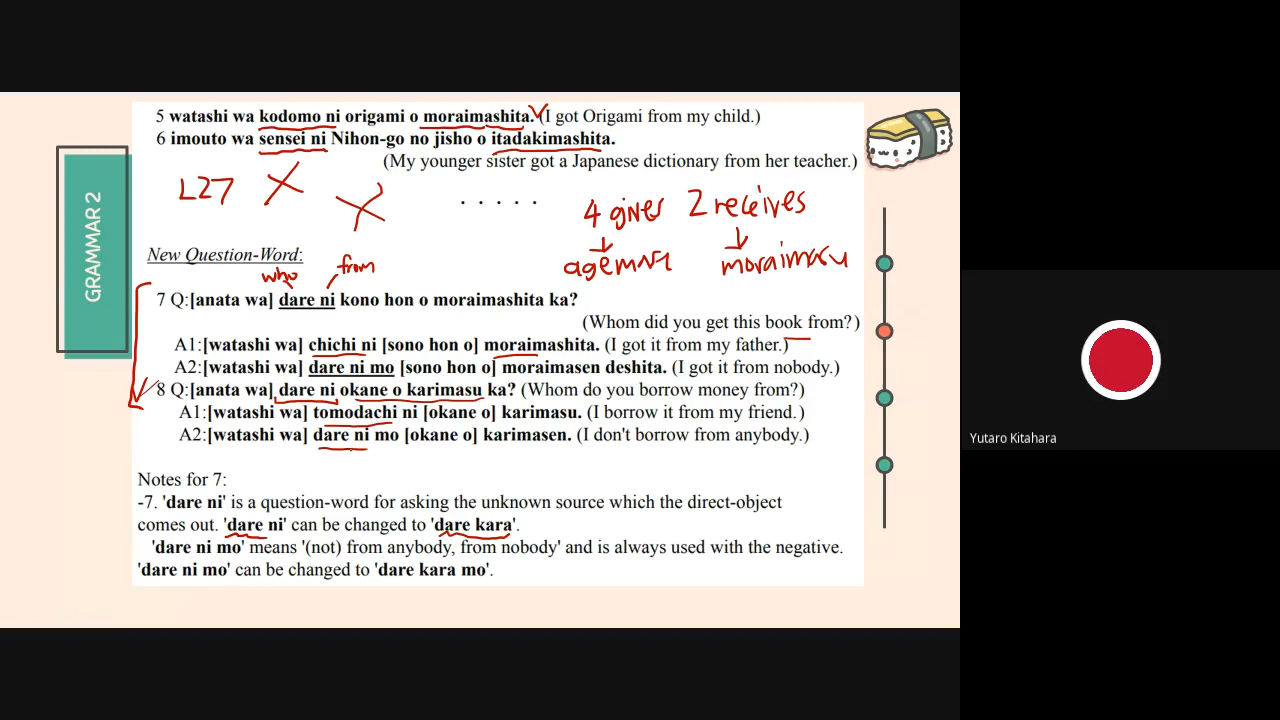 GRAMMAR 2
5 watashi wa kodomo ni origami o moraimashita. (I got Origami from my child.)
6 imouto wa sensei ni Nihon-go no jisho o itadakimashita.
(My younger sister got a Japanese dictionary from her teacher.)
L27
. . . . .
4 gives 2 receives
agemasu moraimasu
New Question-Word:
who from
7 Q:[anata wa] dare ni kono hon o moraimashita ka?
(Whom did you get this book from?)
A1:[watashi wa] chichi ni [sono hon o] moraimashita. (I got it from my father.)
A2:[watashi wa] dare ni mo [sono hon o] moraimasen deshita. (I got it from nobody.)
8 Q:[anata wa] dare ni okane o karimasu ka? (Whom do you borrow money from?)
A1:[watashi wa] tomodachi ni [okane o] karimasu. (I borrow it from my friend.)
A2:[watashi wa] dare ni mo [okane o] karimasen. (I don't borrow from anybody.)
Notes for 7:
-7. 'dare ni' is a question-word for asking the unknown source which the direct-object
comes out. 'dare ni' can be changed to 'dare kara'.
'dare ni mo' means '(not) from anybody, from nobody' and is always used with the negative.
'dare ni mo' can be changed to 'dare kara mo'.
Yutaro Kitahara